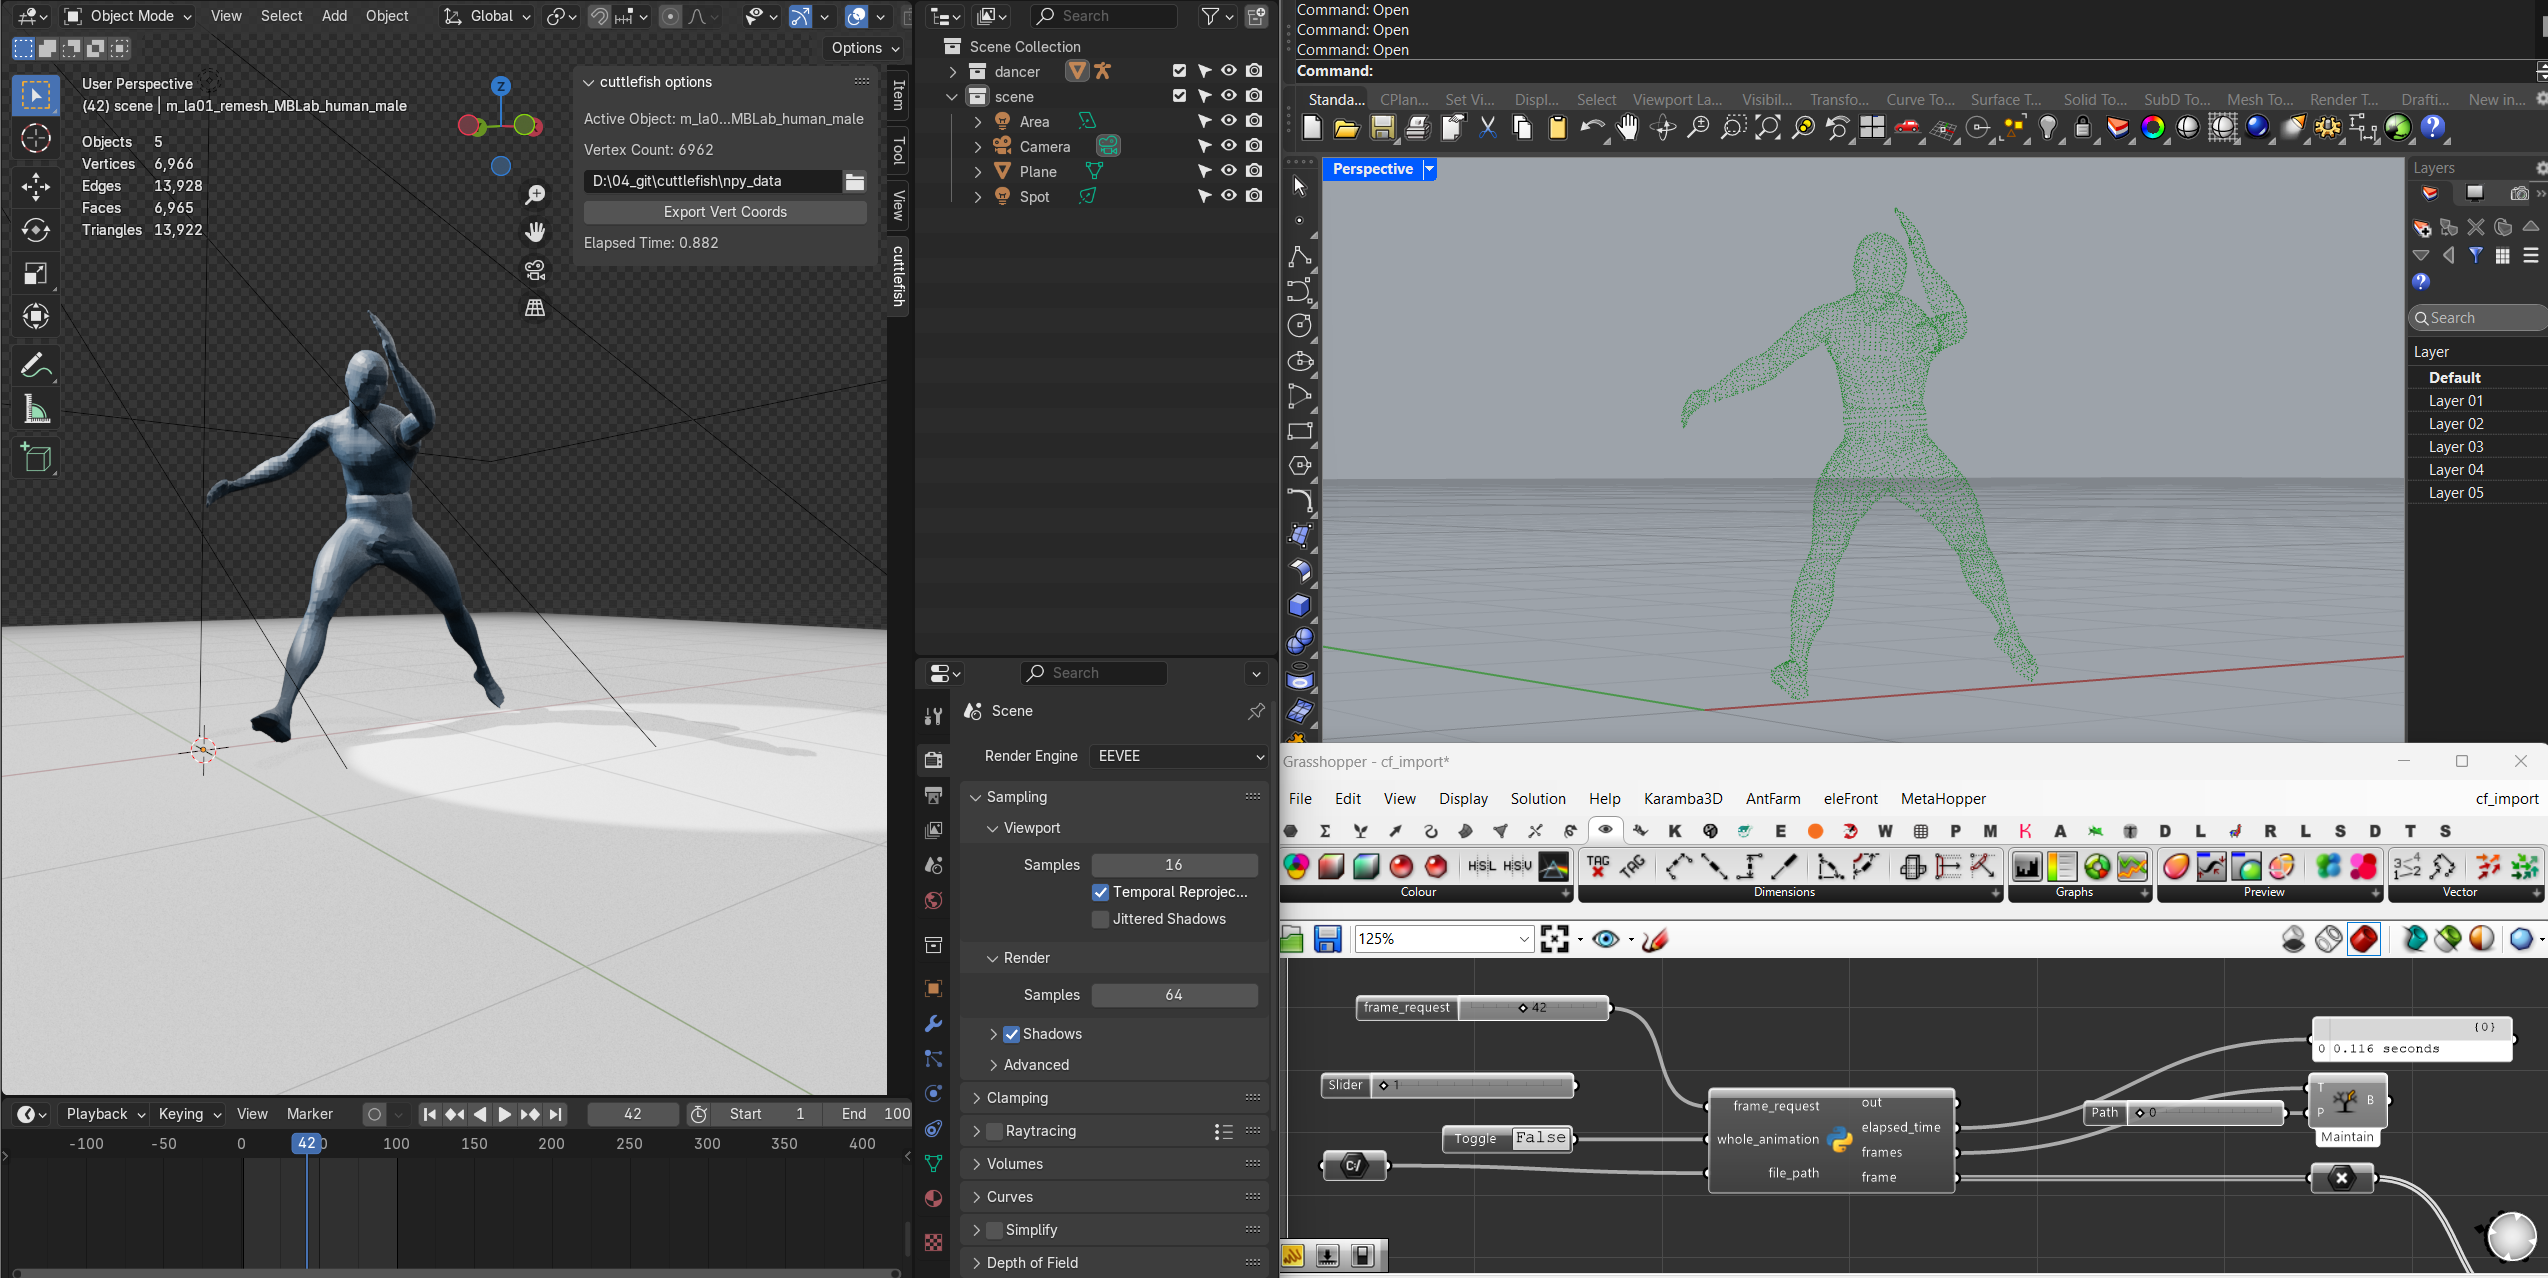 Object Mode
View
Select
Add
Object
Global
Options
User Perspective
(42) scene | m_la01_remesh_MBLab_human_male
Objects 5
Vertices 6,966
Edges 13,928
Faces 6,965
Triangles 13,922
Z
cuttlefish options
Active Object: m_la0...MBLab_human_male
Vertex Count: 6962
D:\04_git\cuttlefish\npy_data
Export Vert Coords
Elapsed Time: 0.882
Item
Tool
View
cuttlefish
Playback
Keying
View
Marker
42
Start 1
End 100
-100 -50 0 42 100 150 200 250 300 350 400
Search
Scene Collection
dancer
scene
Area
Camera
Plane
Spot
Search
Scene
Render Engine EEVEE
Sampling
Viewport
Samples 16
Temporal Reprojec...
Jittered Shadows
Render
Samples 64
Shadows
Advanced
Clamping
Raytracing
Volumes
Curves
Simplify
Depth of Field
Command: Open
Command: Open
Command: Open
Command:
Standa... CPlan... Set Vi... Displ... Select Viewport La... Visibil... Transfo... Curve To... Surface T... Solid To... SubD To... Mesh To... Render T... Drafti... New in...
Perspective
Layers
Search
Layer
Default
Layer 01
Layer 02
Layer 03
Layer 04
Layer 05
Grasshopper - cf_import*
File Edit View Display Solution Help Karamba3D AntFarm eleFront MetaHopper cf_import
K E W P M K A D L R L S D T S
HSL HSV TAG TAG
Colour Dimensions Graphs Preview Vector
125%
frame_request 42
Slider 1
Toggle False
C:/
frame_request
whole_animation
file_path
out
elapsed_time
frames
frame
{0}
0 0.116 seconds
Path 0
T
P
B
Maintain